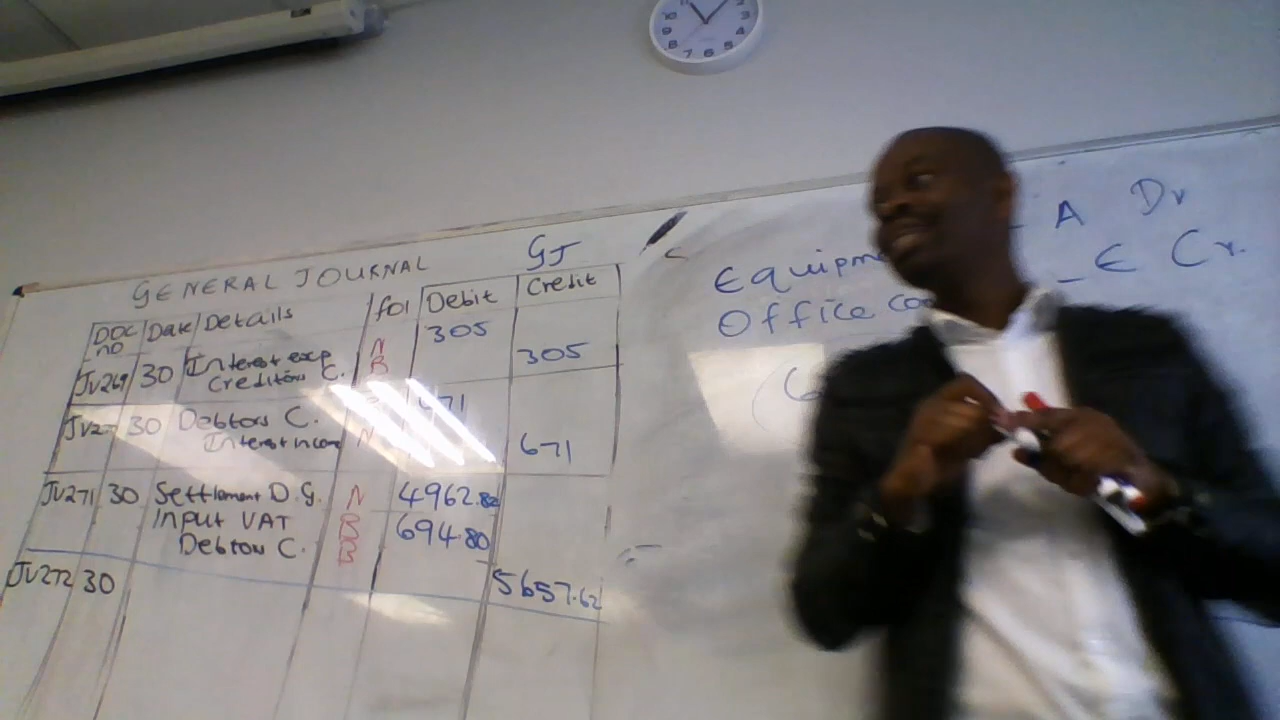 GENERAL JOURNAL GJ
DOC no Date Details fol Debit Credit
JV269 30 Interest exp N 305
Creditors C. B 305
30 Debtors C.
Interest income N 671
JV271 30 Settlement D.G. N 4962.82
Input VAT B 694.80
Debtors C. B 5657.62
JV272 30
A Dr
Office E Cr.